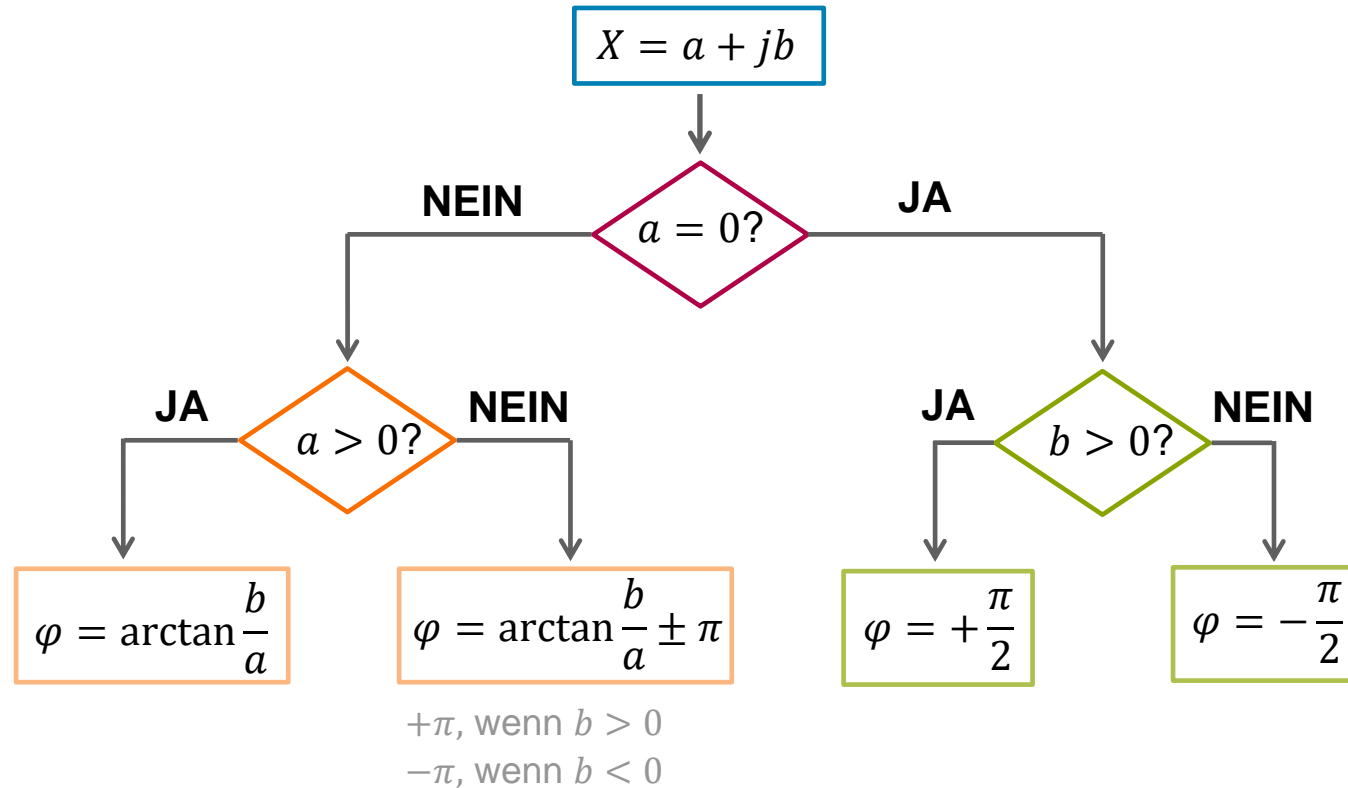 X = a + jb
NEIN
a = 0?
JA
JA
a > 0?
NEIN
JA
b > 0?
NEIN
φ = arctan b/a
φ = arctan b/a ± π
φ = + π/2
φ = − π/2
+π, wenn b > 0
−π, wenn b < 0